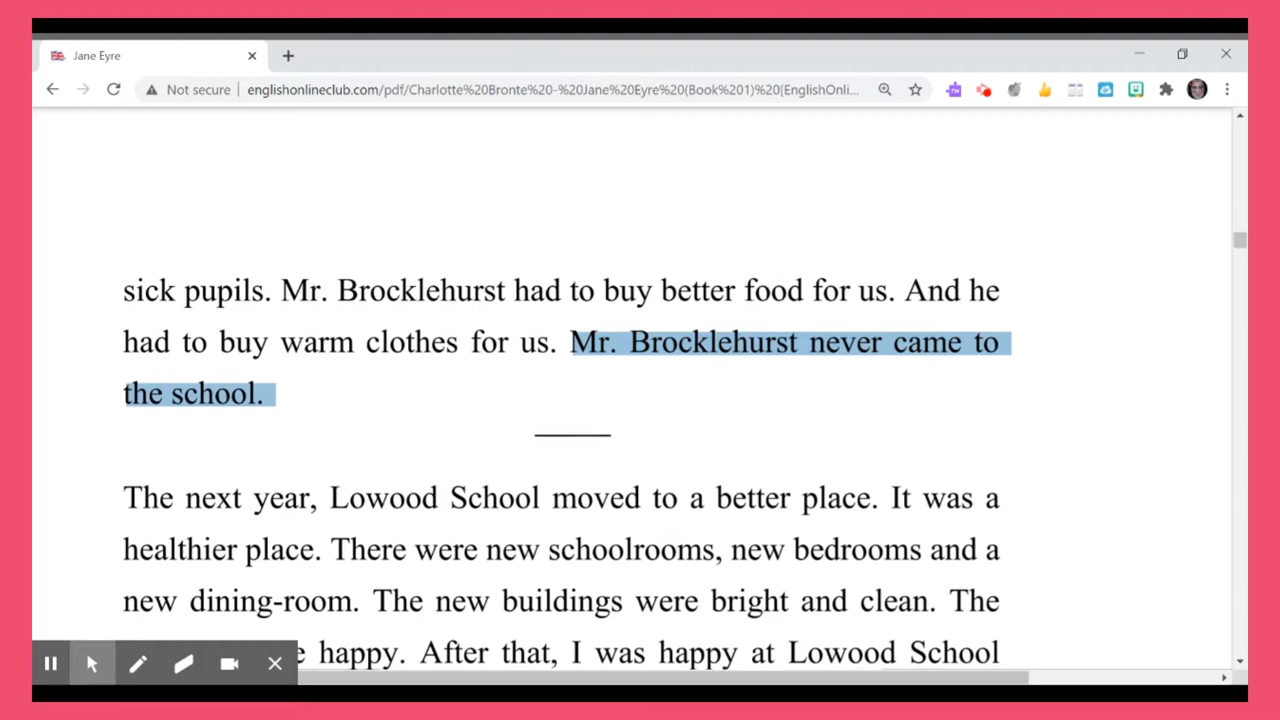 Jane Eyre
Not secure englishonlineclub.com/pdf/Charlotte%20Bronte%20-%20Jane%20Eyre%20(Book%201)%20[EnglishOnli...
sick pupils. Mr. Brocklehurst had to buy better food for us. And he
had to buy warm clothes for us. Mr. Brocklehurst never came to
the school.
The next year, Lowood School moved to a better place. It was a
healthier place. There were new schoolrooms, new bedrooms and a
new dining-room. The new buildings were bright and clean. The
happy. After that, I was happy at Lowood School